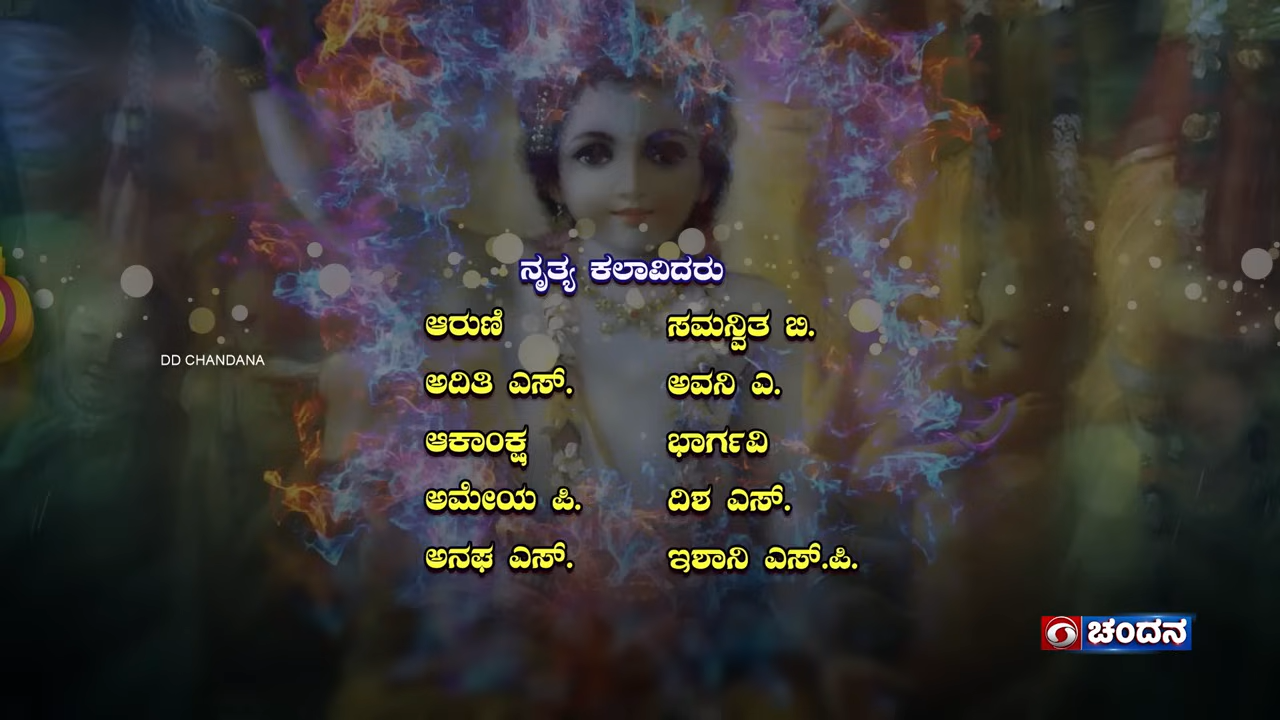 ನೃತ್ಯ ಕಲಾವಿದರು
ಆರುಣಿ ಸಮನ್ವಿತ ಬಿ.
DD CHANDANA
ಅದಿತಿ ಎಸ್. ಅವನಿ ಎ.
ಆಕಾಂಕ್ಷ ಭಾರ್ಗವಿ
ಅಮೇಯ ಪಿ. ದಿಶ ಎಸ್.
ಅನಘ ಎಸ್. ಇಶಾನಿ ಎಸ್.ಪಿ.
ಚಂದನ